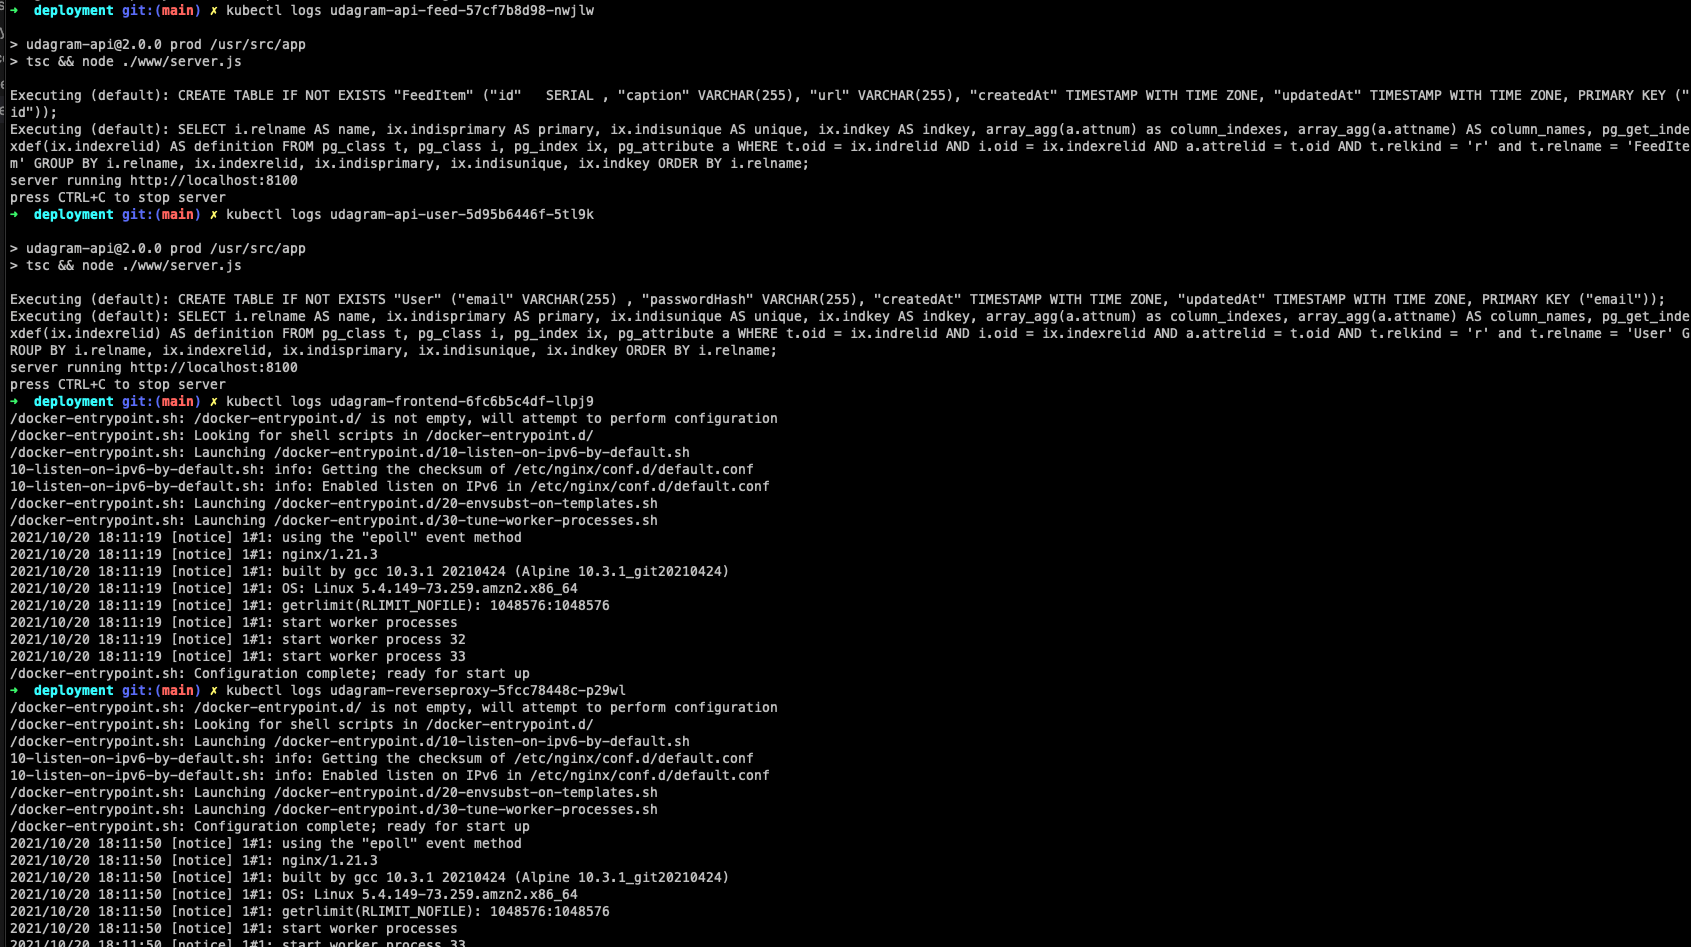 ➜  deployment git:(main) ✗ kubectl logs udagram-api-feed-57cf7b8d98-nwjlw
> udagram-api@2.0.0 prod /usr/src/app
> tsc && node ./www/server.js
Executing (default): CREATE TABLE IF NOT EXISTS "FeedItem" ("id"   SERIAL , "caption" VARCHAR(255), "url" VARCHAR(255), "createdAt" TIMESTAMP WITH TIME ZONE, "updatedAt" TIMESTAMP WITH TIME ZONE, PRIMARY KEY ("
id"));
Executing (default): SELECT i.relname AS name, ix.indisprimary AS primary, ix.indisunique AS unique, ix.indkey AS indkey, array_agg(a.attnum) as column_indexes, array_agg(a.attname) AS column_names, pg_get_inde
xdef(ix.indexrelid) AS definition FROM pg_class t, pg_class i, pg_index ix, pg_attribute a WHERE t.oid = ix.indrelid AND i.oid = ix.indexrelid AND a.attrelid = t.oid AND t.relkind = 'r' and t.relname = 'FeedIte
m' GROUP BY i.relname, ix.indexrelid, ix.indisprimary, ix.indisunique, ix.indkey ORDER BY i.relname;
server running http://localhost:8100
press CTRL+C to stop server
➜  deployment git:(main) ✗ kubectl logs udagram-api-user-5d95b6446f-5tl9k
> udagram-api@2.0.0 prod /usr/src/app
> tsc && node ./www/server.js
Executing (default): CREATE TABLE IF NOT EXISTS "User" ("email" VARCHAR(255) , "passwordHash" VARCHAR(255), "createdAt" TIMESTAMP WITH TIME ZONE, "updatedAt" TIMESTAMP WITH TIME ZONE, PRIMARY KEY ("email"));
Executing (default): SELECT i.relname AS name, ix.indisprimary AS primary, ix.indisunique AS unique, ix.indkey AS indkey, array_agg(a.attnum) as column_indexes, array_agg(a.attname) AS column_names, pg_get_inde
xdef(ix.indexrelid) AS definition FROM pg_class t, pg_class i, pg_index ix, pg_attribute a WHERE t.oid = ix.indrelid AND i.oid = ix.indexrelid AND a.attrelid = t.oid AND t.relkind = 'r' and t.relname = 'User' G
ROUP BY i.relname, ix.indexrelid, ix.indisprimary, ix.indisunique, ix.indkey ORDER BY i.relname;
server running http://localhost:8100
press CTRL+C to stop server
➜  deployment git:(main) ✗ kubectl logs udagram-frontend-6fc6b5c4df-llpj9
/docker-entrypoint.sh: /docker-entrypoint.d/ is not empty, will attempt to perform configuration
/docker-entrypoint.sh: Looking for shell scripts in /docker-entrypoint.d/
/docker-entrypoint.sh: Launching /docker-entrypoint.d/10-listen-on-ipv6-by-default.sh
10-listen-on-ipv6-by-default.sh: info: Getting the checksum of /etc/nginx/conf.d/default.conf
10-listen-on-ipv6-by-default.sh: info: Enabled listen on IPv6 in /etc/nginx/conf.d/default.conf
/docker-entrypoint.sh: Launching /docker-entrypoint.d/20-envsubst-on-templates.sh
/docker-entrypoint.sh: Launching /docker-entrypoint.d/30-tune-worker-processes.sh
2021/10/20 18:11:19 [notice] 1#1: using the "epoll" event method
2021/10/20 18:11:19 [notice] 1#1: nginx/1.21.3
2021/10/20 18:11:19 [notice] 1#1: built by gcc 10.3.1 20210424 (Alpine 10.3.1_git20210424)
2021/10/20 18:11:19 [notice] 1#1: OS: Linux 5.4.149-73.259.amzn2.x86_64
2021/10/20 18:11:19 [notice] 1#1: getrlimit(RLIMIT_NOFILE): 1048576:1048576
2021/10/20 18:11:19 [notice] 1#1: start worker processes
2021/10/20 18:11:19 [notice] 1#1: start worker process 32
2021/10/20 18:11:19 [notice] 1#1: start worker process 33
/docker-entrypoint.sh: Configuration complete; ready for start up
➜  deployment git:(main) ✗ kubectl logs udagram-reverseproxy-5fcc78448c-p29wl
/docker-entrypoint.sh: /docker-entrypoint.d/ is not empty, will attempt to perform configuration
/docker-entrypoint.sh: Looking for shell scripts in /docker-entrypoint.d/
/docker-entrypoint.sh: Launching /docker-entrypoint.d/10-listen-on-ipv6-by-default.sh
10-listen-on-ipv6-by-default.sh: info: Getting the checksum of /etc/nginx/conf.d/default.conf
10-listen-on-ipv6-by-default.sh: info: Enabled listen on IPv6 in /etc/nginx/conf.d/default.conf
/docker-entrypoint.sh: Launching /docker-entrypoint.d/20-envsubst-on-templates.sh
/docker-entrypoint.sh: Launching /docker-entrypoint.d/30-tune-worker-processes.sh
/docker-entrypoint.sh: Configuration complete; ready for start up
2021/10/20 18:11:50 [notice] 1#1: using the "epoll" event method
2021/10/20 18:11:50 [notice] 1#1: nginx/1.21.3
2021/10/20 18:11:50 [notice] 1#1: built by gcc 10.3.1 20210424 (Alpine 10.3.1_git20210424)
2021/10/20 18:11:50 [notice] 1#1: OS: Linux 5.4.149-73.259.amzn2.x86_64
2021/10/20 18:11:50 [notice] 1#1: getrlimit(RLIMIT_NOFILE): 1048576:1048576
2021/10/20 18:11:50 [notice] 1#1: start worker processes
2021/10/20 18:11:50 [notice] 1#1: start worker process 33